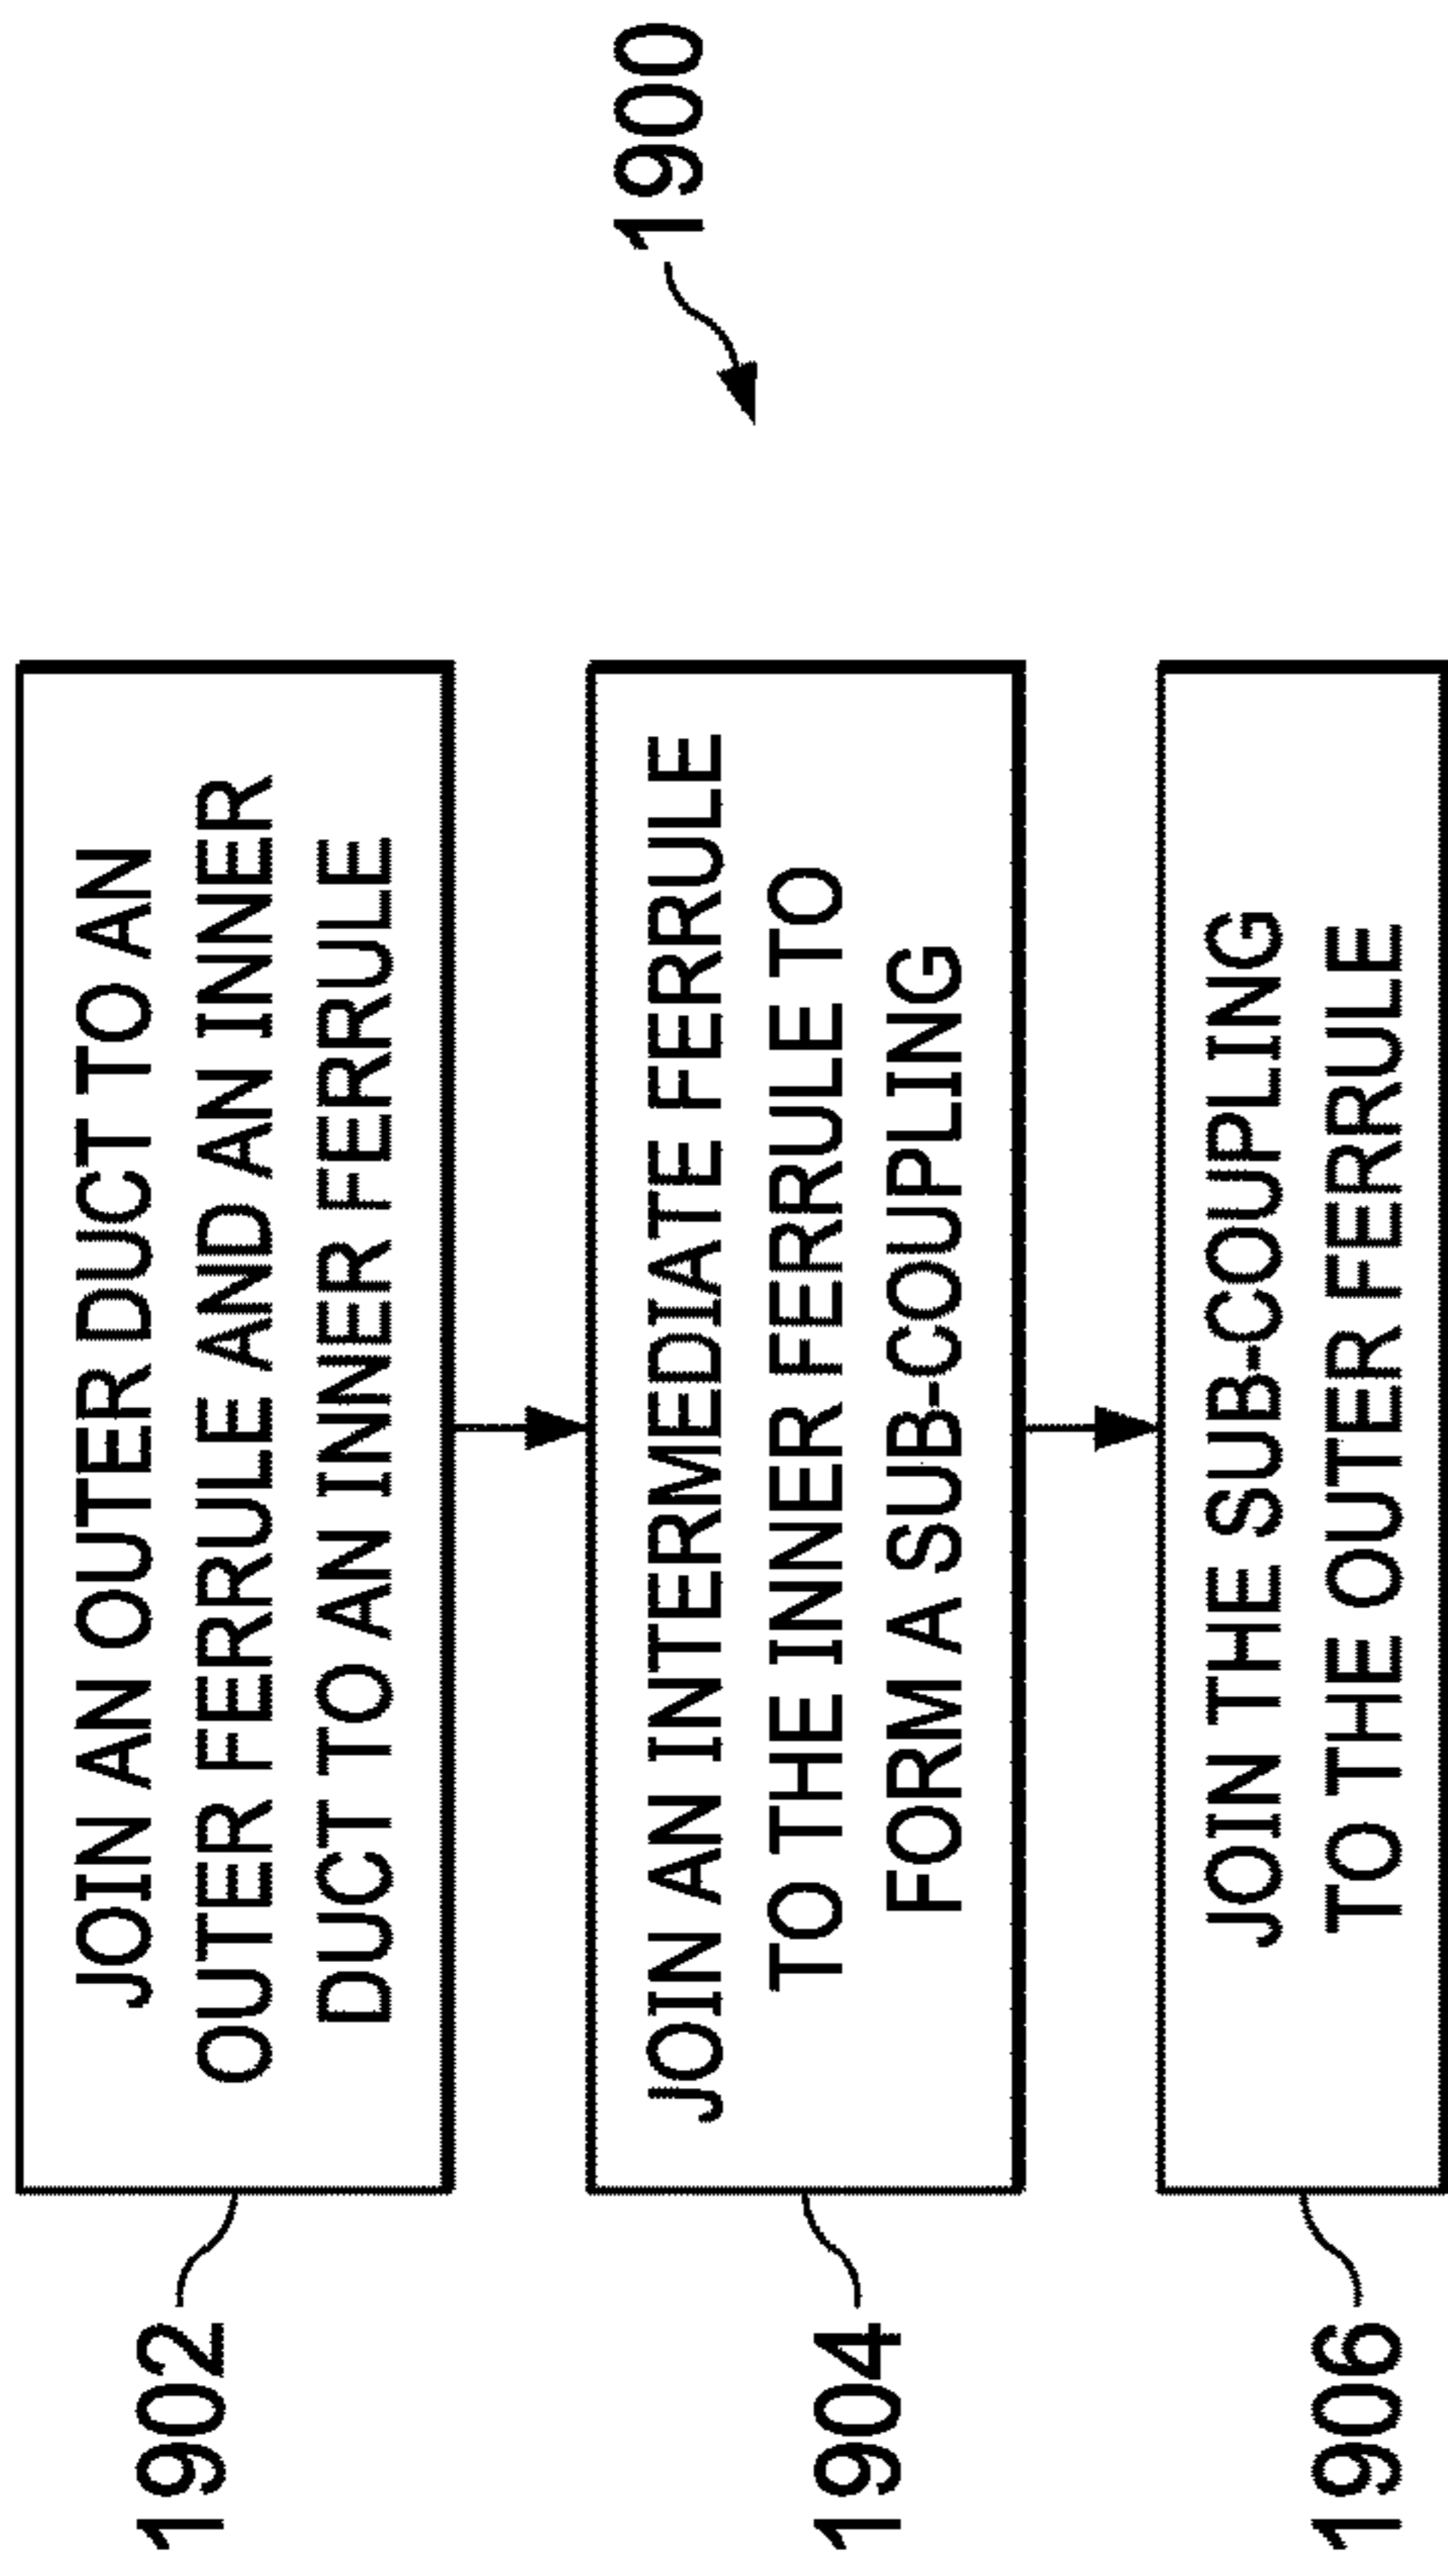 1900
1902
JOIN AN OUTER DUCT TO AN
OUTER FERRULE AND AN INNER
DUCT TO AN INNER FERRULE
1904
JOIN AN INTERMEDIATE FERRULE
TO THE INNER FERRULE TO
FORM A SUB-COUPLING
1906
JOIN THE SUB-COUPLING
TO THE OUTER FERRULE